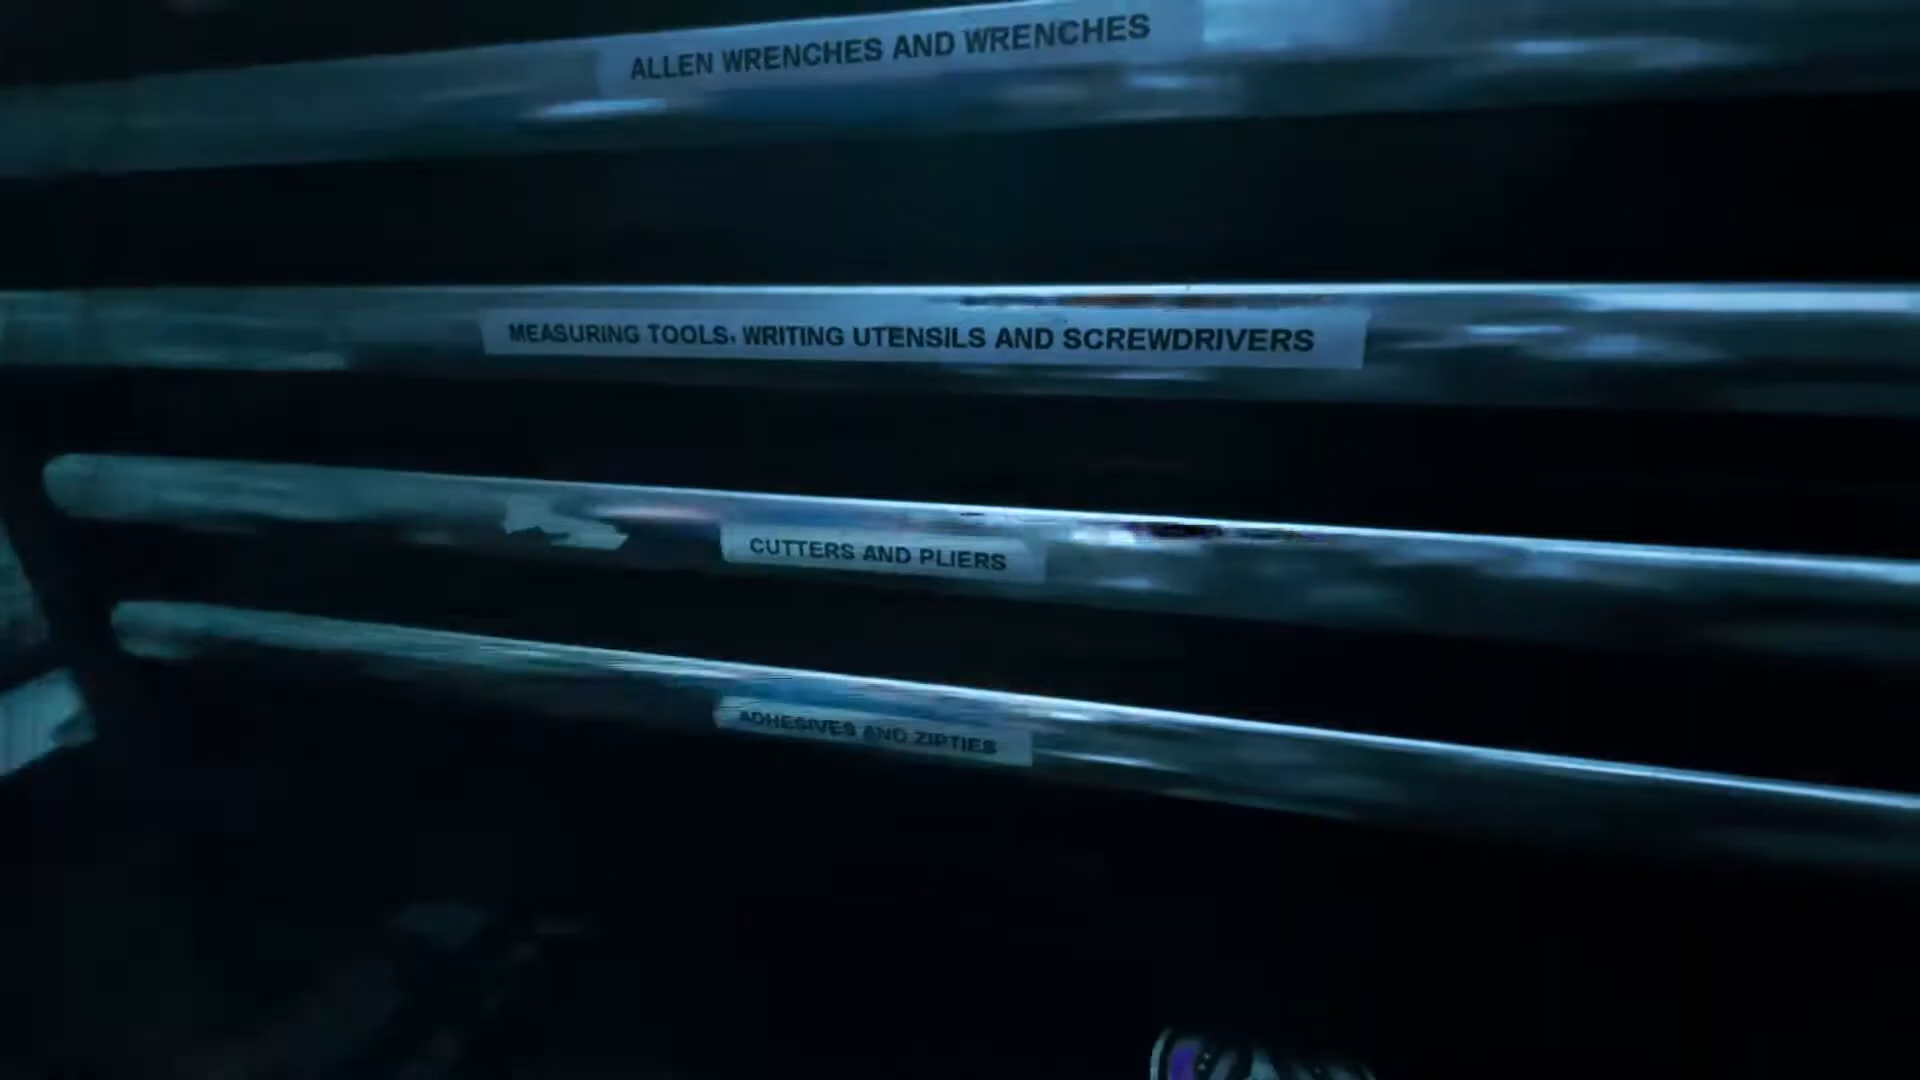 ALLEN WRENCHES AND WRENCHES
MEASURING TOOLS, WRITING UTENSILS AND SCREWDRIVERS
CUTTERS AND PLIERS
ADHESIVES AND ZIPTIES